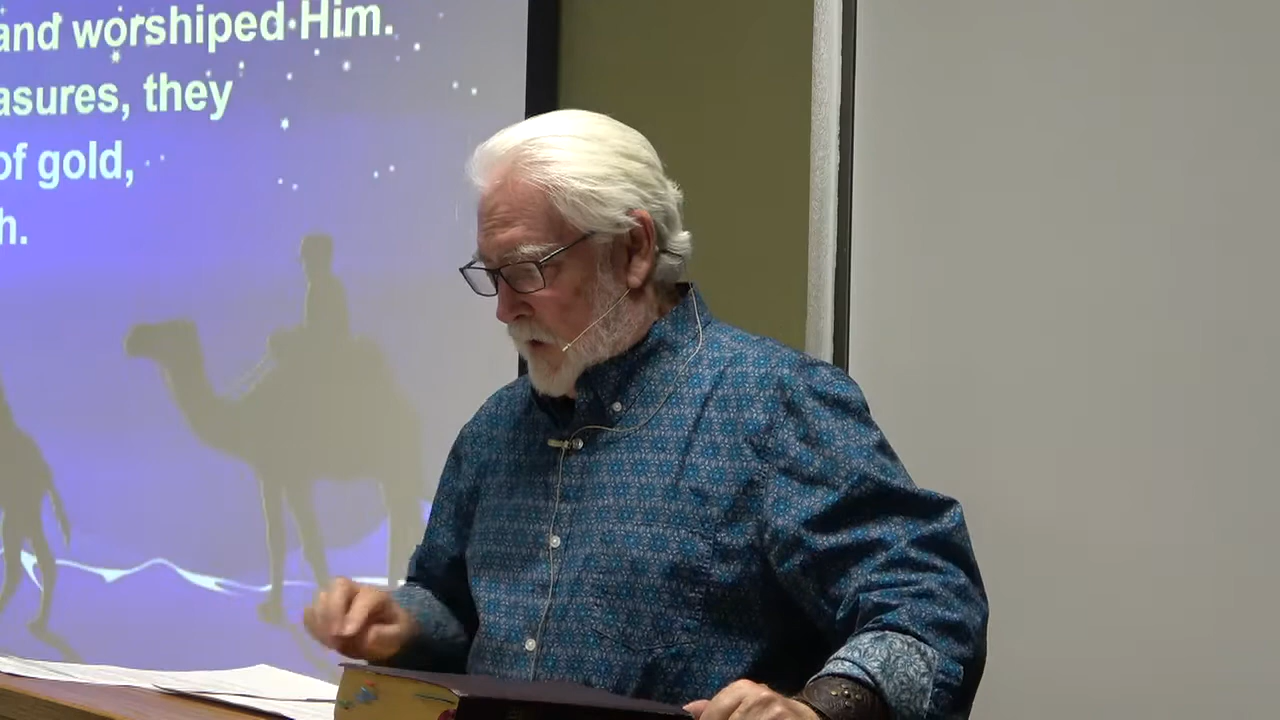 and worshiped Him.
asures, they
of gold,
h.